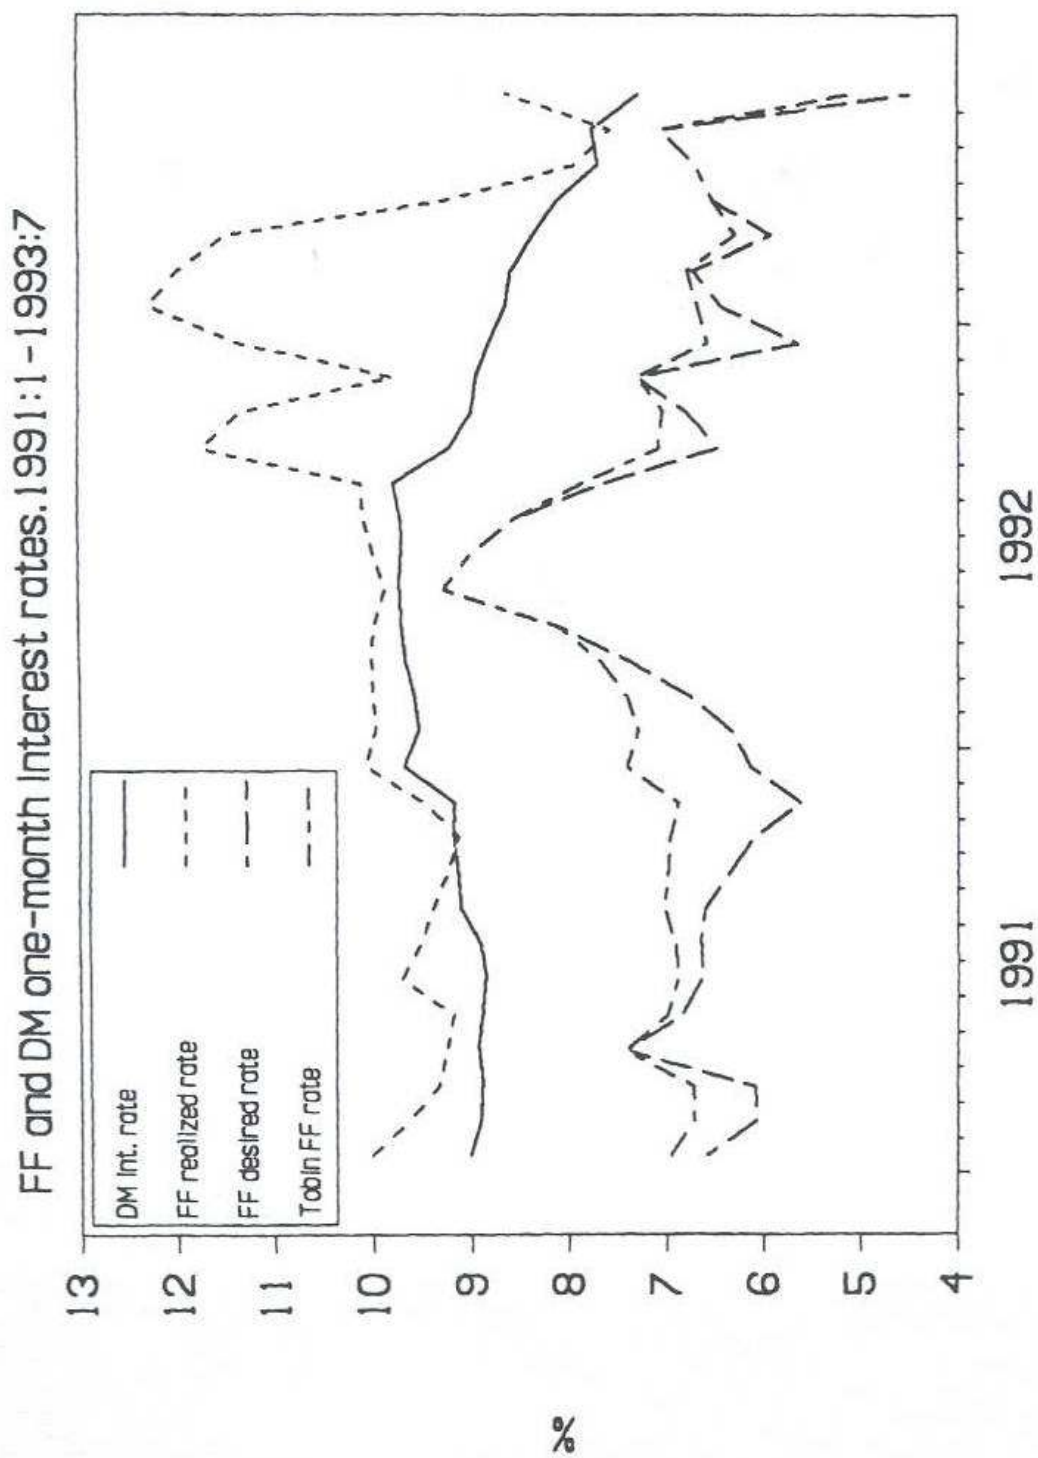 FF and DM one-month Interest rates.1991:1-1993:7
DM Int. rate
FF realized rate
FF desired rate
Tobin FF rate
13
12
11
10
9
8
7
6
5
4
%
1991
1992